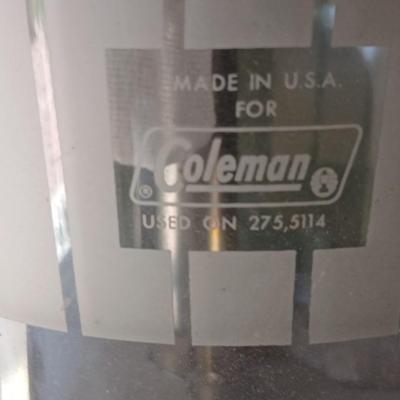 MADE IN U.S.A.
FOR
® Coleman
USED ON 275,5114